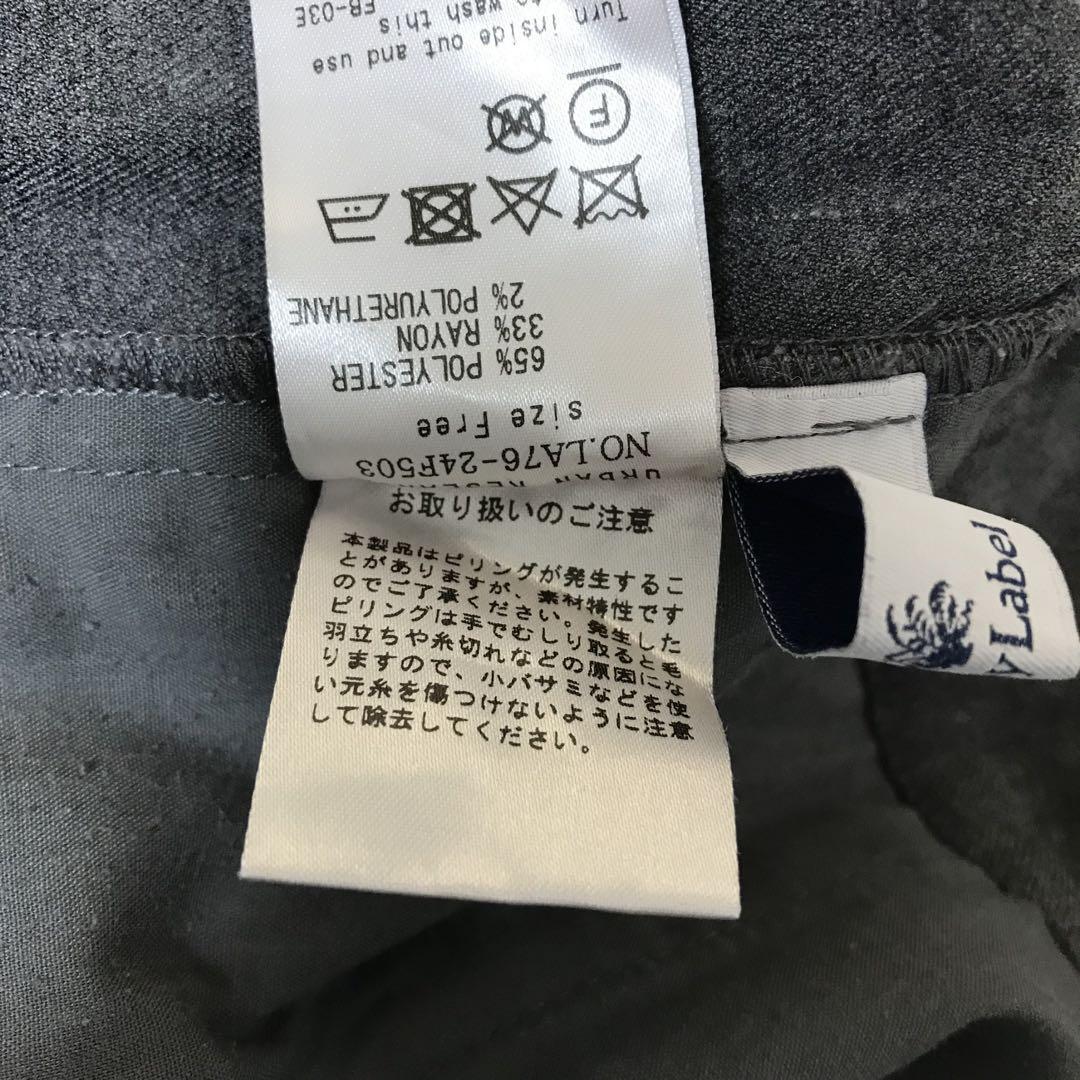 NO.LA76-24F503
size Free
65% POLYESTER
33% RAYON
2% POLYURETHANE
F
W
Turn inside out and use
wash this
EB-03E
お取り扱いのご注意
本製品はピリングが発生するこ
とがありますが、素材特性です
のでご了承ください。発生した
ピリングは手でむしり取ると毛
羽立ちや糸切れなどの原因にな
りますので、小バサミなどを使
い元糸を傷つけないように注意
して除去してください。
Label